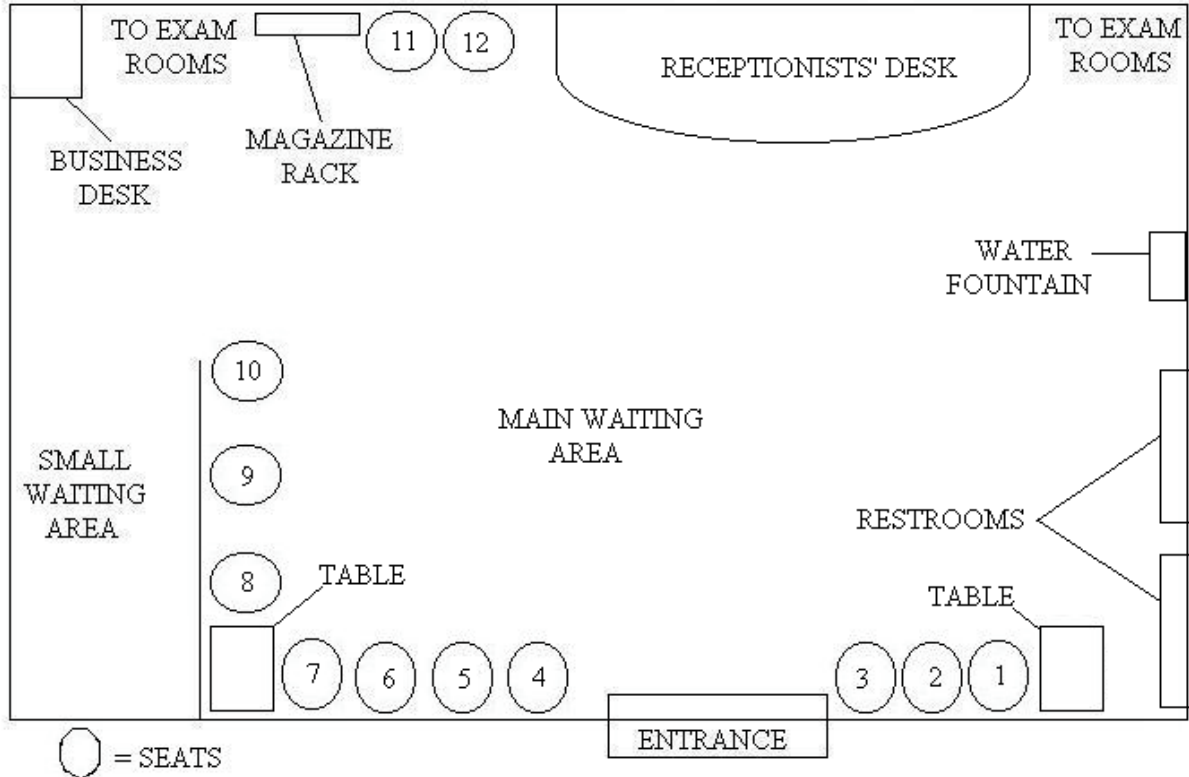 TO EXAM
ROOMS
11
12
RECEPTIONISTS' DESK
TO EXAM
ROOMS
MAGAZINE
RACK
BUSINESS
DESK
WATER
FOUNTAIN
10
MAIN WAITING
AREA
SMALL
WAITING
AREA
9
RESTROOMS
8
TABLE
TABLE
7
6
5
4
3
2
1
ENTRANCE
= SEATS